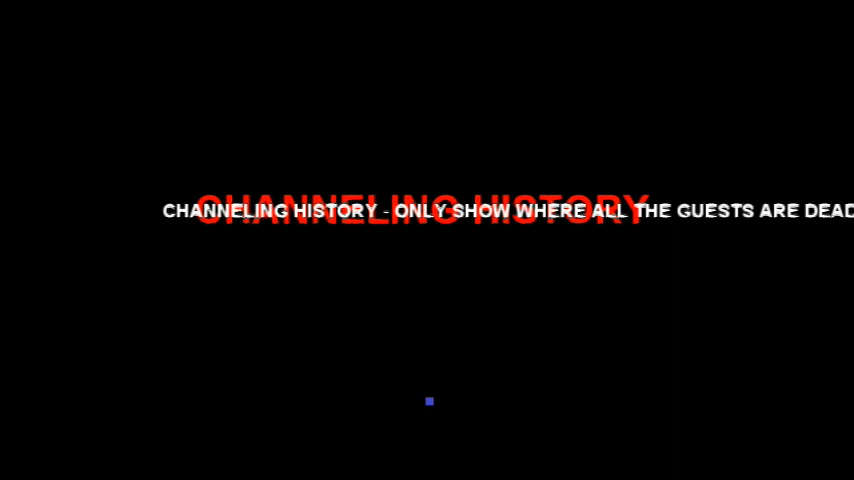 CHANNELING HISTORY
CHANNELING HISTORY - ONLY SHOW WHERE ALL THE GUESTS ARE DEAD